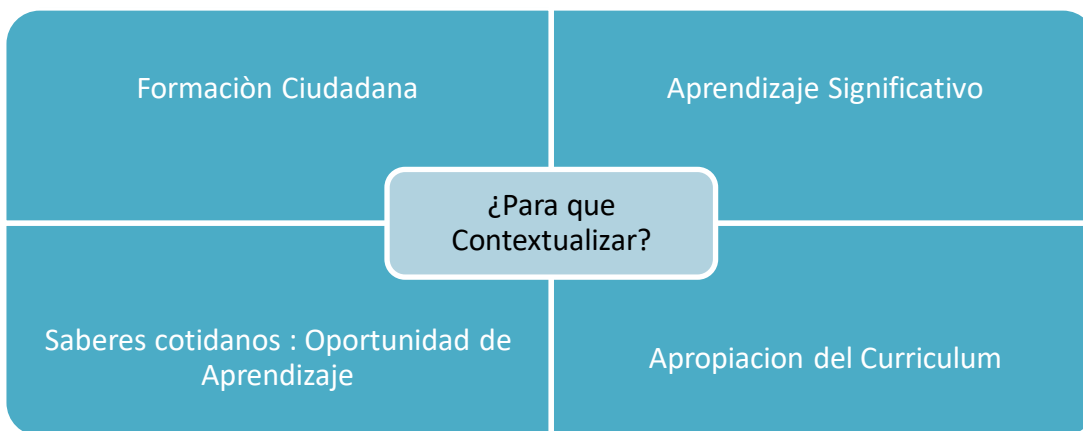 Formaciòn Ciudadana
Aprendizaje Significativo
¿Para que
Contextualizar?
Saberes cotidanos : Oportunidad de
Aprendizaje
Apropiacion del Curriculum